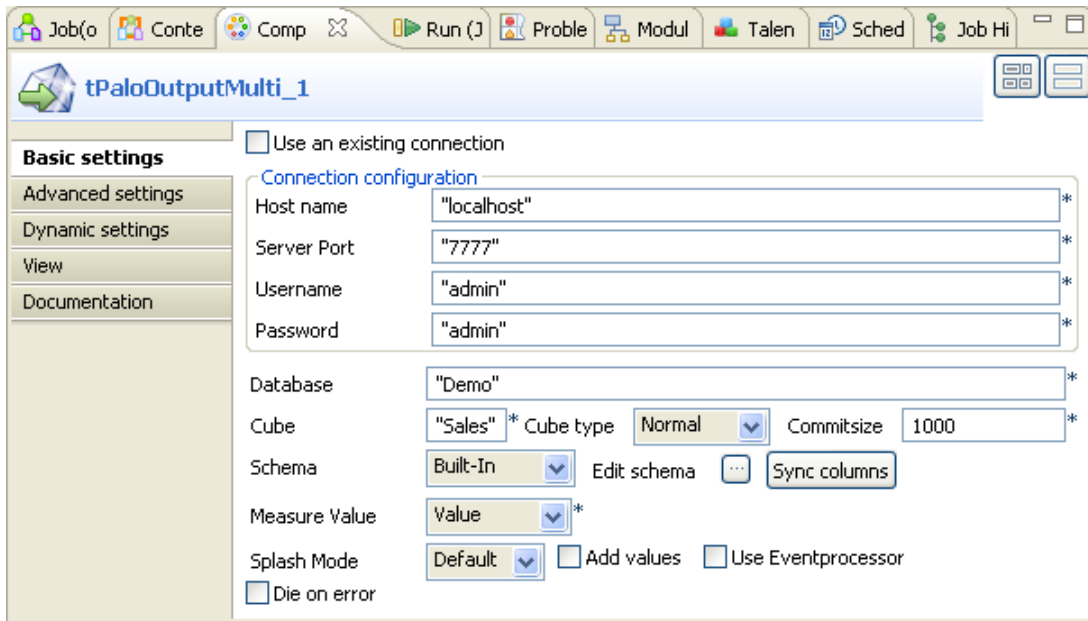 Job(o Conte Comp Run (J Proble Modul Talen Sched Job Hi
tPaloOutputMulti_1
Basic settings
Advanced settings
Dynamic settings
View
Documentation
Use an existing connection
Connection configuration
Host name "localhost" *
Server Port "7777" *
Username "admin" *
Password "admin" *
Database "Demo" *
Cube "Sales" * Cube type Normal Commitsize 1000 *
Schema Built-In Edit schema ... Sync columns
Measure Value Value *
Splash Mode Default Add values Use Eventprocessor
Die on error